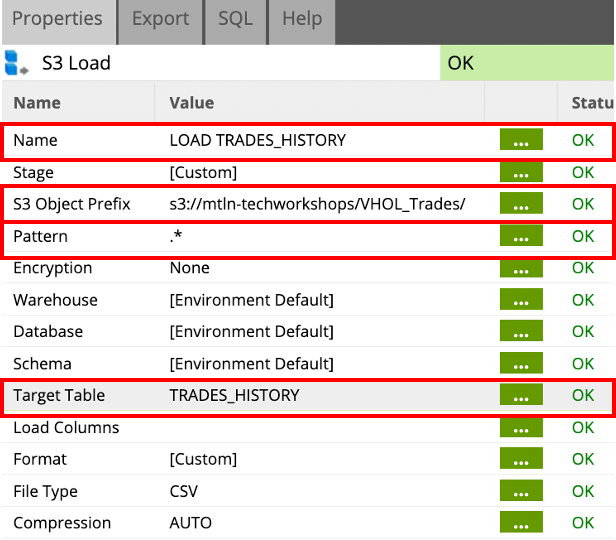 Properties Export SQL Help
S3 Load OK
Name Value Statu
Name LOAD TRADES_HISTORY ... OK
Stage [Custom] ... OK
S3 Object Prefix s3://mtln-techworkshops/VHOL_Trades/ ... OK
Pattern .* ... OK
Encryption None ... OK
Warehouse [Environment Default] ... OK
Database [Environment Default] ... OK
Schema [Environment Default] ... OK
Target Table TRADES_HISTORY ... OK
Load Columns ... OK
Format [Custom] ... OK
File Type CSV ... OK
Compression AUTO ... OK